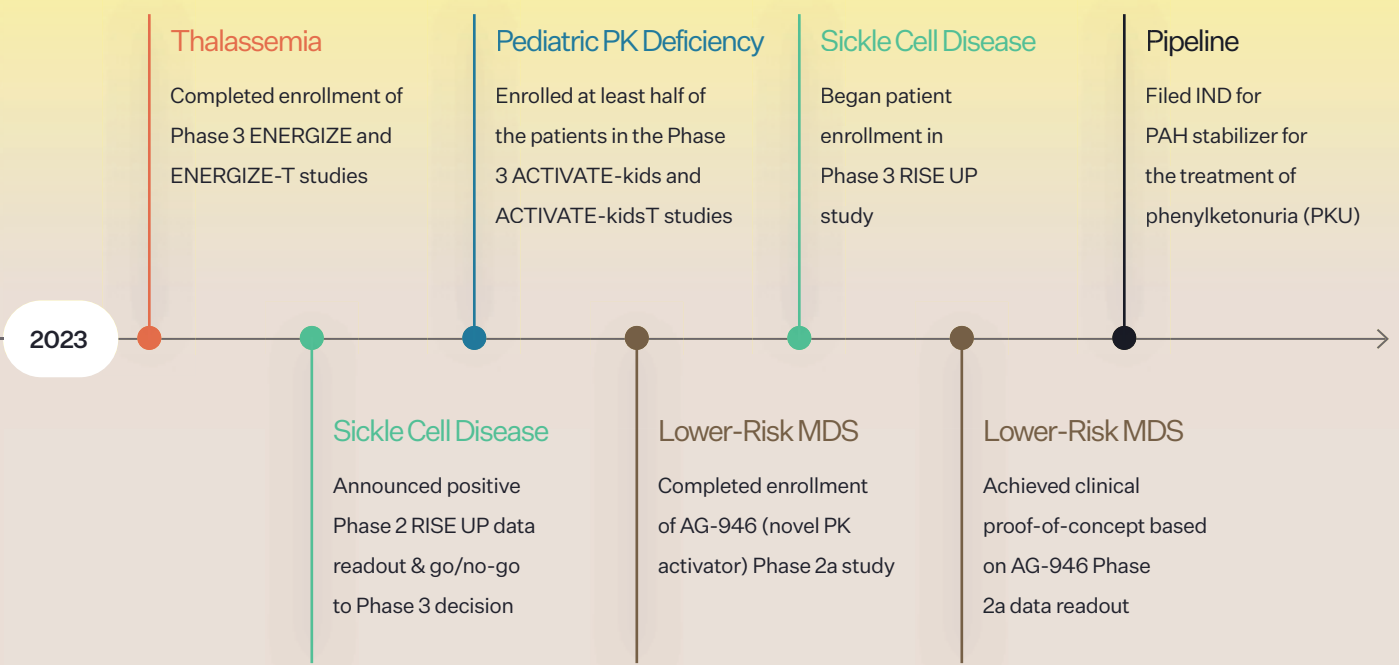 Thalassemia
Completed enrollment of
Phase 3 ENERGIZE and
ENERGIZE-T studies
Pediatric PK Deficiency
Enrolled at least half of
the patients in the Phase
3 ACTIVATE-kids and
ACTIVATE-kidsT studies
Sickle Cell Disease
Began patient
enrollment in
Phase 3 RISE UP
study
Pipeline
Filed IND for
PAH stabilizer for
the treatment of
phenylketonuria (PKU)
2023
Sickle Cell Disease
Announced positive
Phase 2 RISE UP data
readout & go/no-go
to Phase 3 decision
Lower-Risk MDS
Completed enrollment
of AG-946 (novel PK
activator) Phase 2a study
Lower-Risk MDS
Achieved clinical
proof-of-concept based
on AG-946 Phase
2a data readout